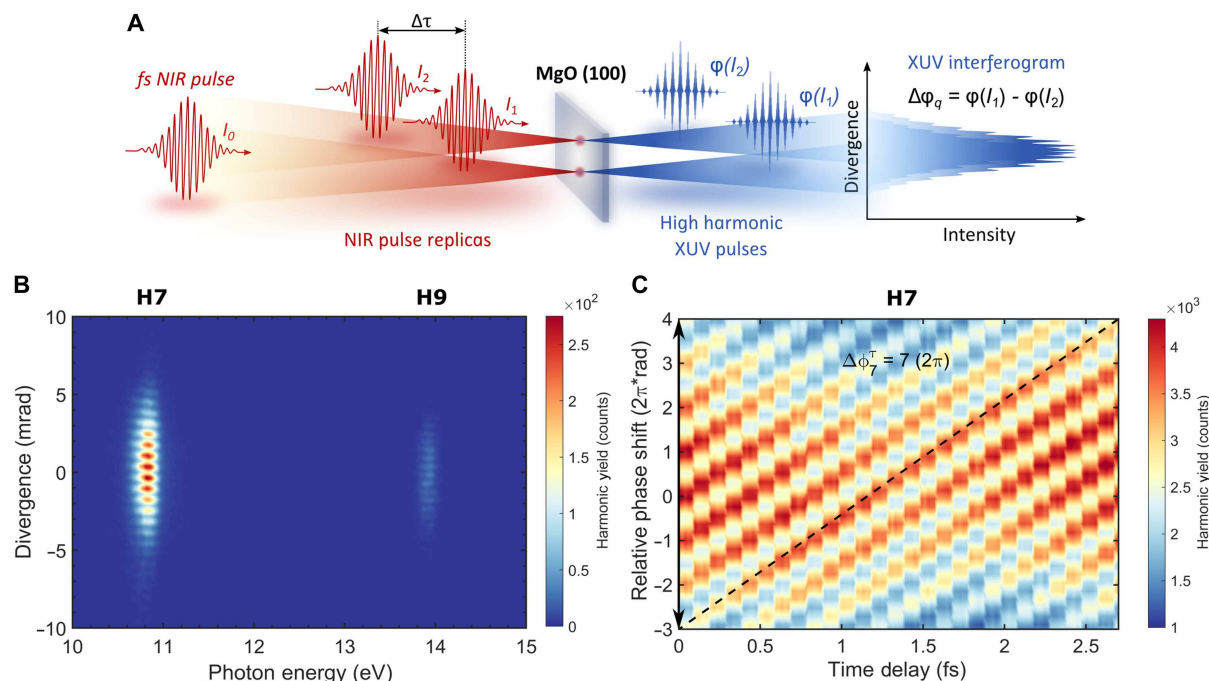 A
Δτ
fs NIR pulse
I0
I2
I1
MgO (100)
φ(I2)
φ(I1)
XUV interferogram
Δφq = φ(I1) - φ(I2)
Divergence
Intensity
NIR pulse replicas
High harmonic
XUV pulses
B
H7
H9
×10²
Divergence (mrad)
10
5
0
−5
−10
10
11
12
13
14
15
Photon energy (eV)
2.5
2
1.5
1
0.5
0
Harmonic yield (counts)
C
H7
×10³
Δϕ₇^τ = 7 (2π)
Relative phase shift (2π*rad)
4
3
2
1
0
−1
−2
−3
0
0.5
1
1.5
2
2.5
Time delay (fs)
4
3.5
3
2.5
2
1.5
1
Harmonic yield (counts)